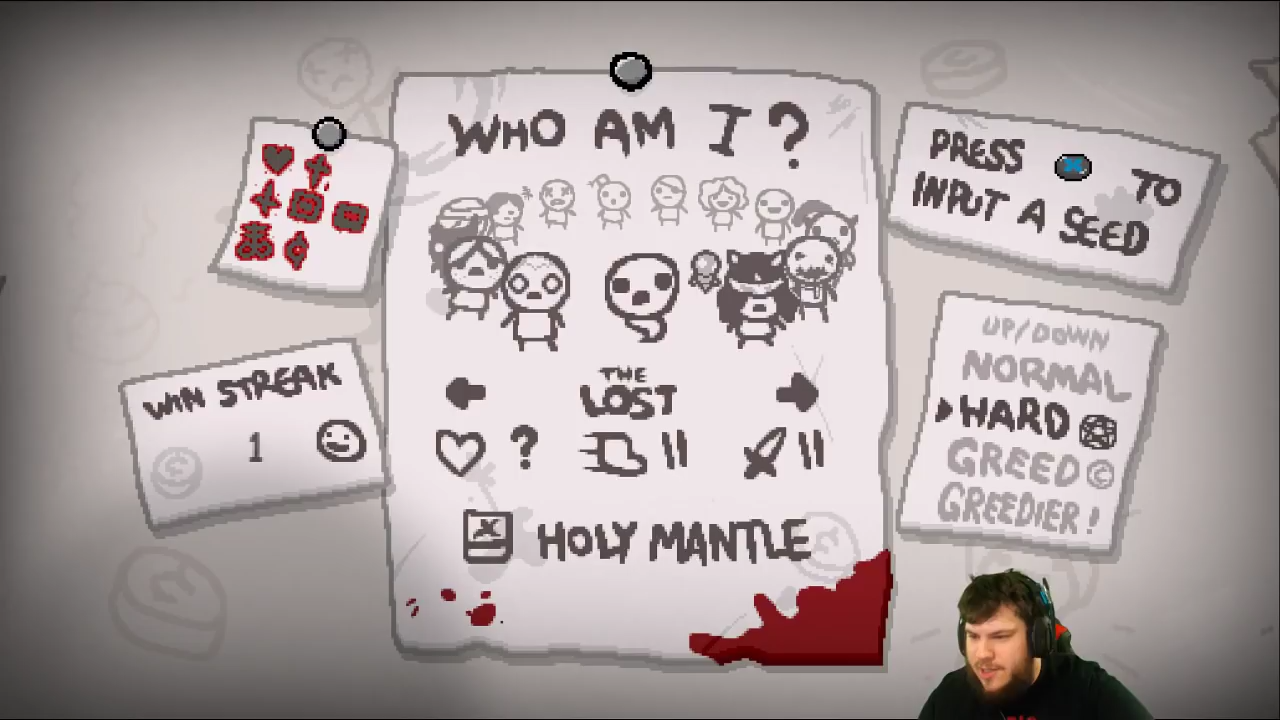 WHO AM I?
PRESS X TO
INPUT A SEED
WIN STREAK
1
THE
LOST
?
HOLY MANTLE
UP/DOWN
NORMAL
HARD
GREED
GREEDIER!